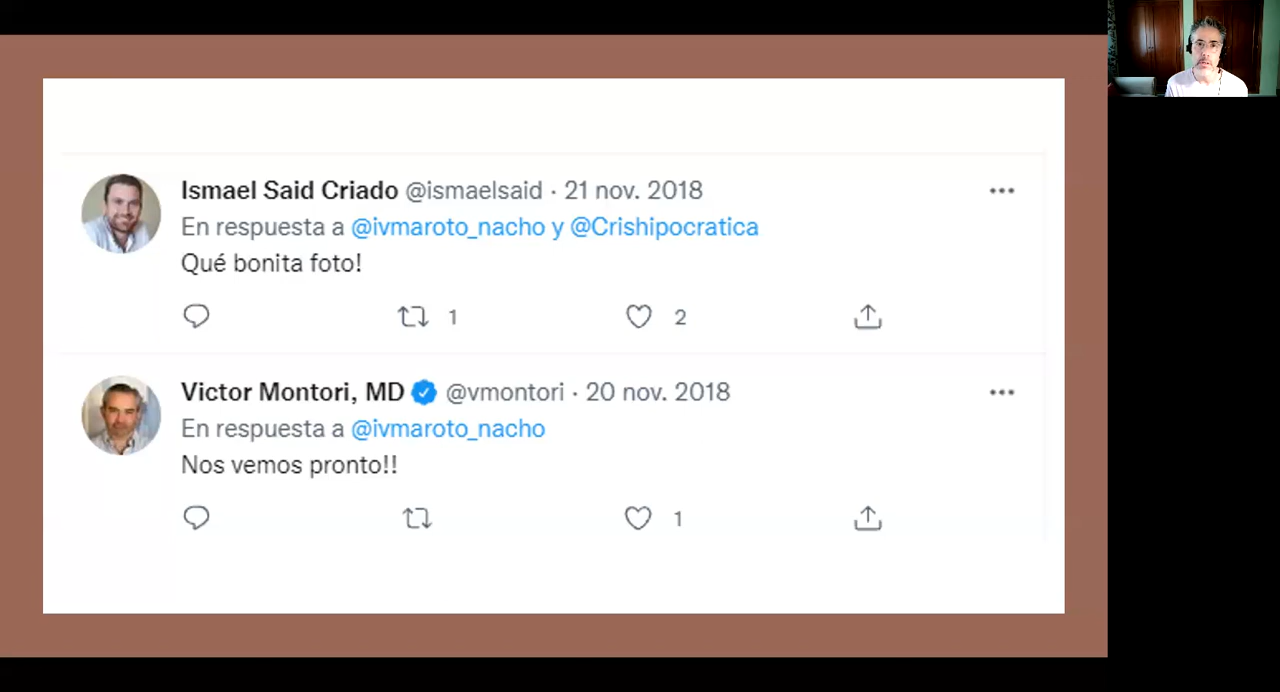 Ismael Said Criado @ismaelsaid · 21 nov. 2018
En respuesta a @ivmaroto_nacho y @Crishipocratica
Qué bonita foto!
1 2
Victor Montori, MD @vmontori · 20 nov. 2018
En respuesta a @ivmaroto_nacho
Nos vemos pronto!!
1